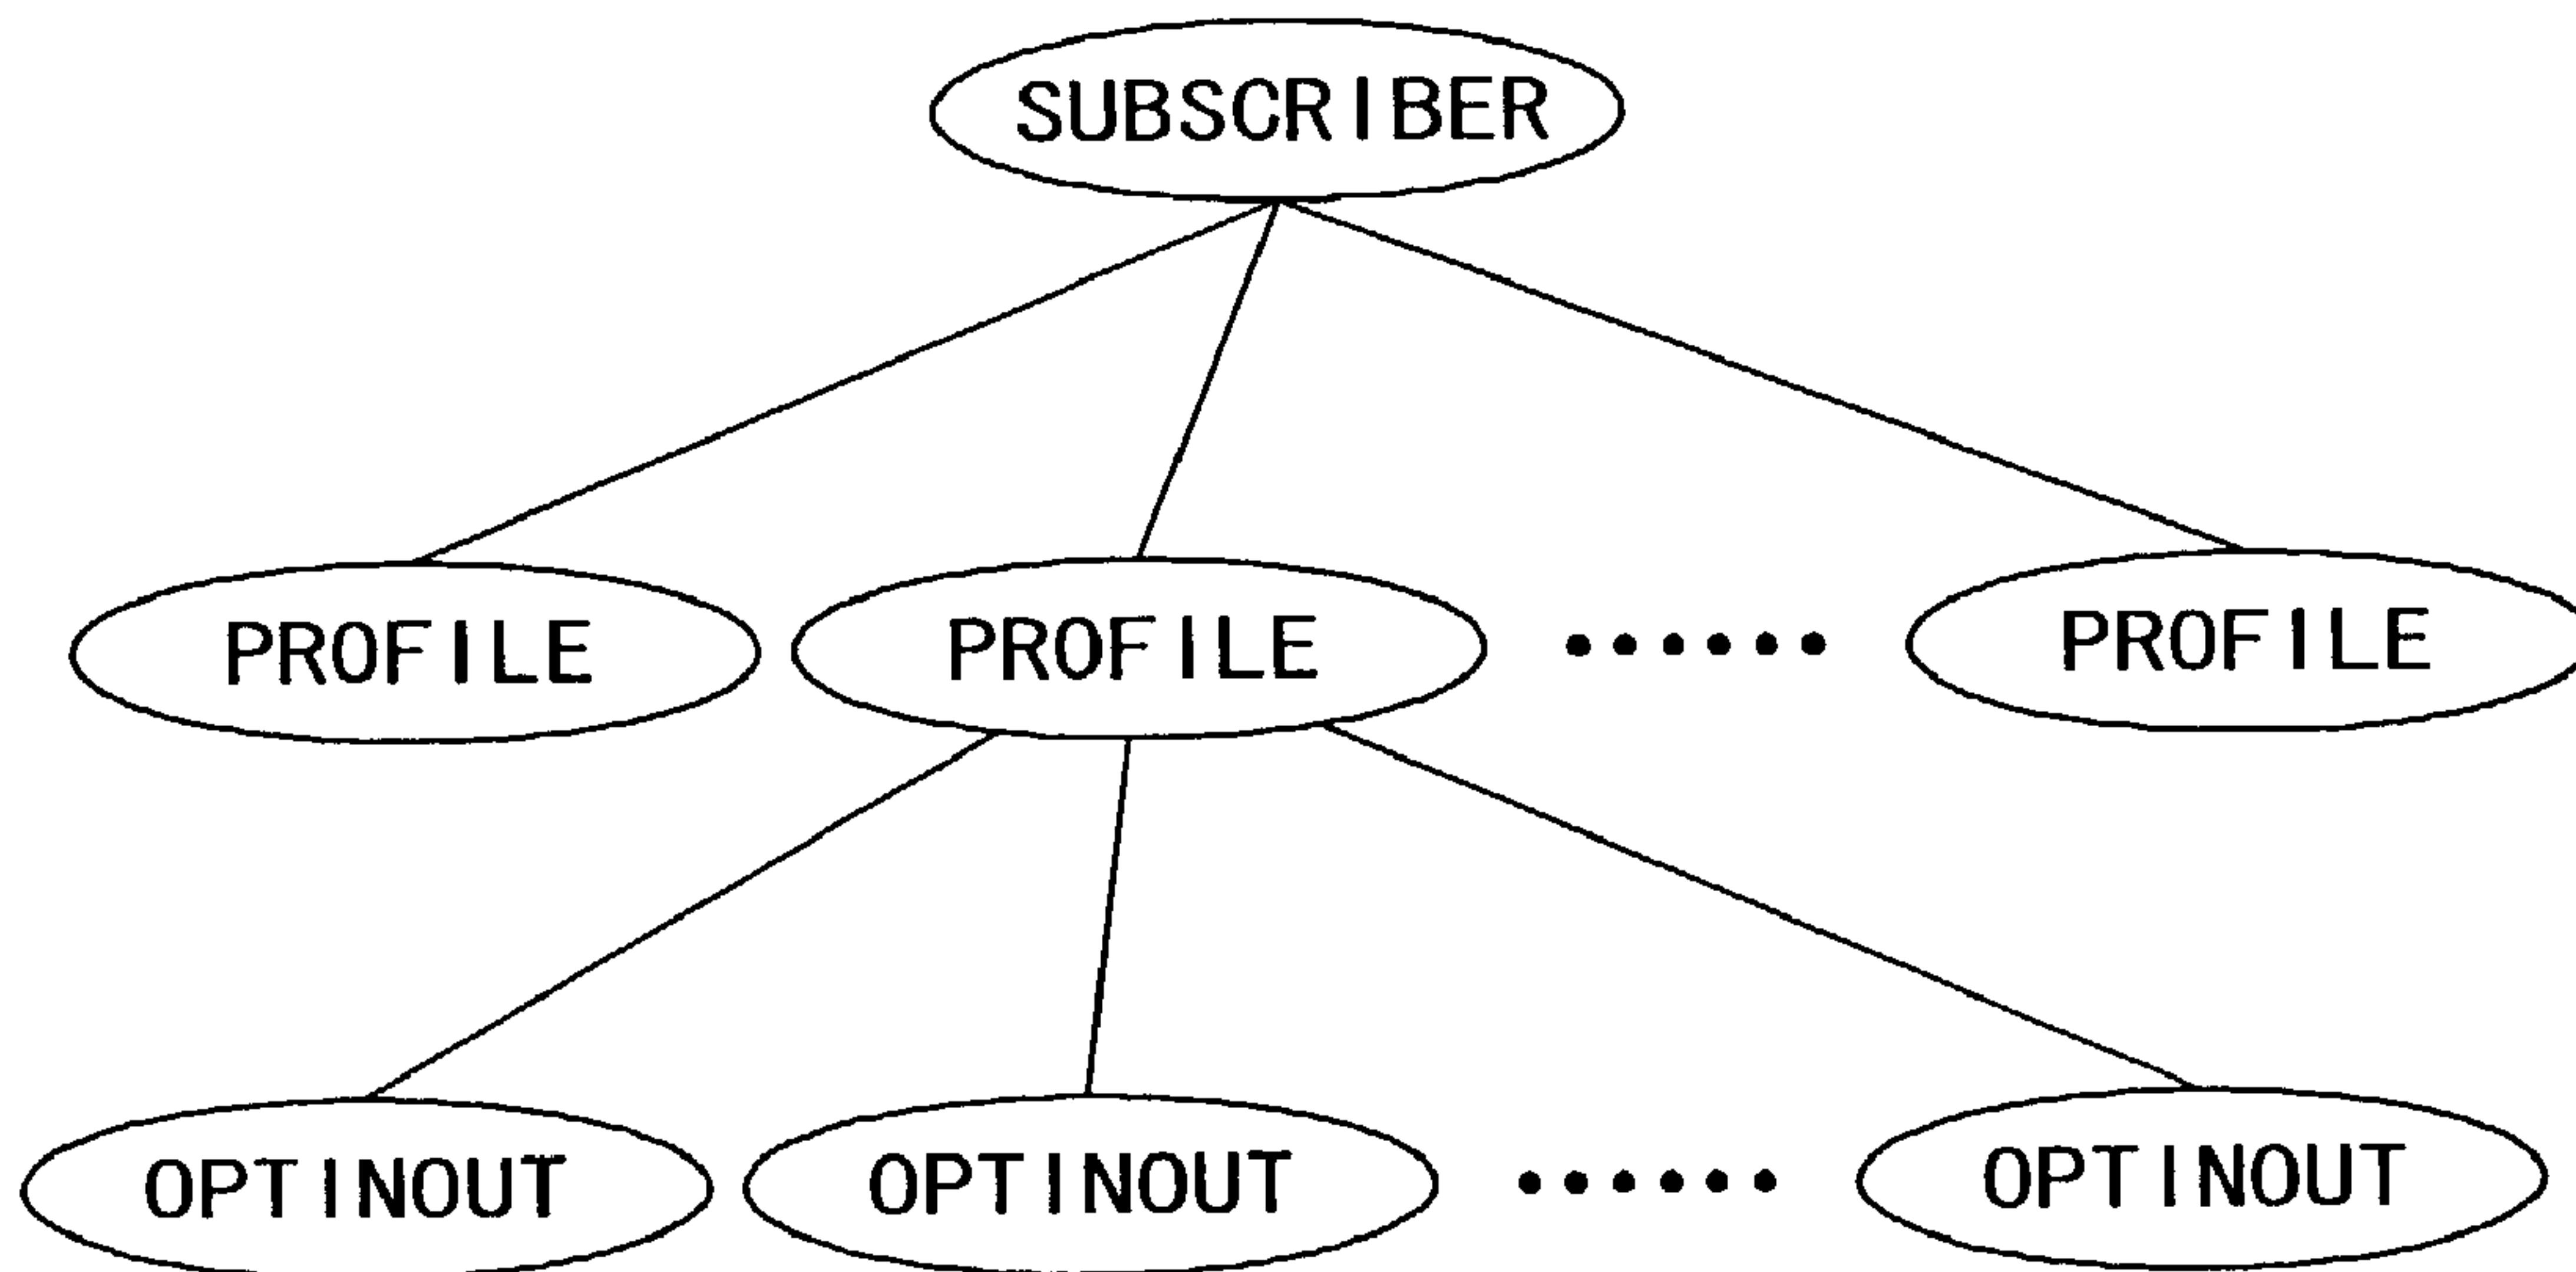 SUBSCRIBER
PROFILE PROFILE ...... PROFILE
OPTINOUT OPTINOUT ...... OPTINOUT